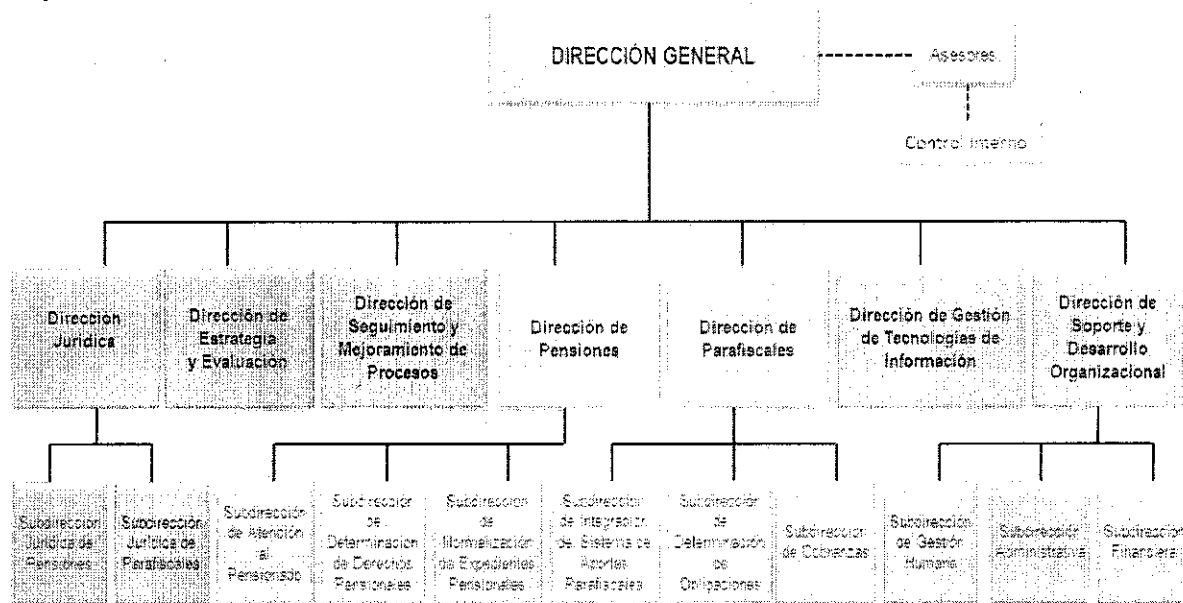 DIRECCIÓN GENERAL
Asesores
Control Interno
Dirección
Jurídica
Dirección de
Estrategia
y Evaluación
Dirección de
Seguimiento y
Mejoramiento de
Procesos
Dirección de
Pensiones
Dirección de
Parafiscales
Dirección de Gestión
de Tecnologías de
Información
Dirección de
Soporte y
Desarrollo
Organizacional
Subdirección
Jurídica de
Pensiones
Subdirección
Jurídica de
Parafiscales
Subdirección
de Atención
al
Pensionado
Subdirección
de
Determinación
de Derechos
Pensionales
Subdirección
de
Normalización
de Expedientes
Pensionales
Subdirección
de Integración
del Sistema de
Aportes
Parafiscales
Subdirección
de
Determinación
de
Obligaciones
Subdirección
de Cobranzas
Subdirección
de Gestión
Humana
Subdirección
Administrativa
Subdirección
Financiera